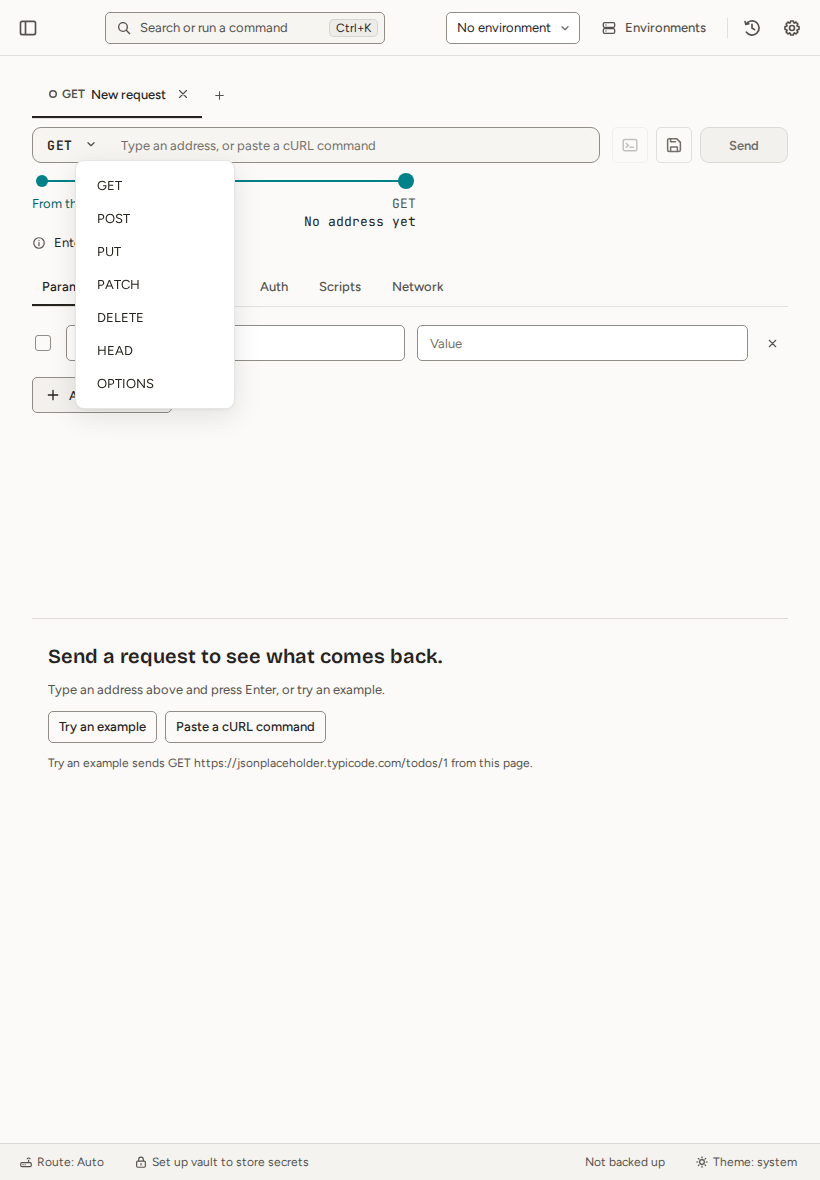 Search or run a command Ctrl+K No environment Environments
GET New request
GET Type an address, or paste a cURL command Send
GET
From th GET
POST No address yet
PUT
PATCH Auth Scripts Network
DELETE
HEAD Value
OPTIONS
Send a request to see what comes back.
Type an address above and press Enter, or try an example.
Try an example Paste a cURL command
Try an example sends GET https://jsonplaceholder.typicode.com/todos/1 from this page.
Route: Auto Set up vault to store secrets Not backed up Theme: system